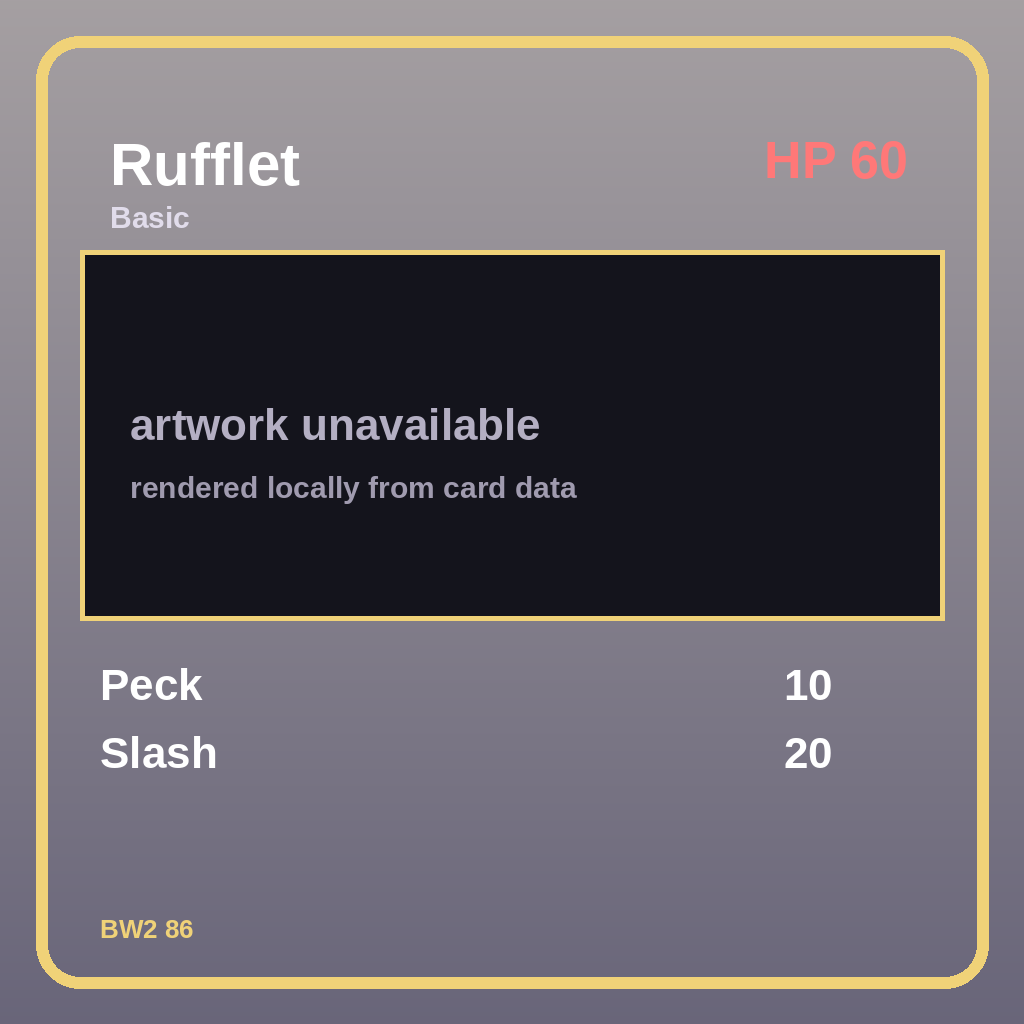 Rufflet
HP 60
Basic
artwork unavailable
rendered locally from card data
Peck 10
Slash 20
BW2 86